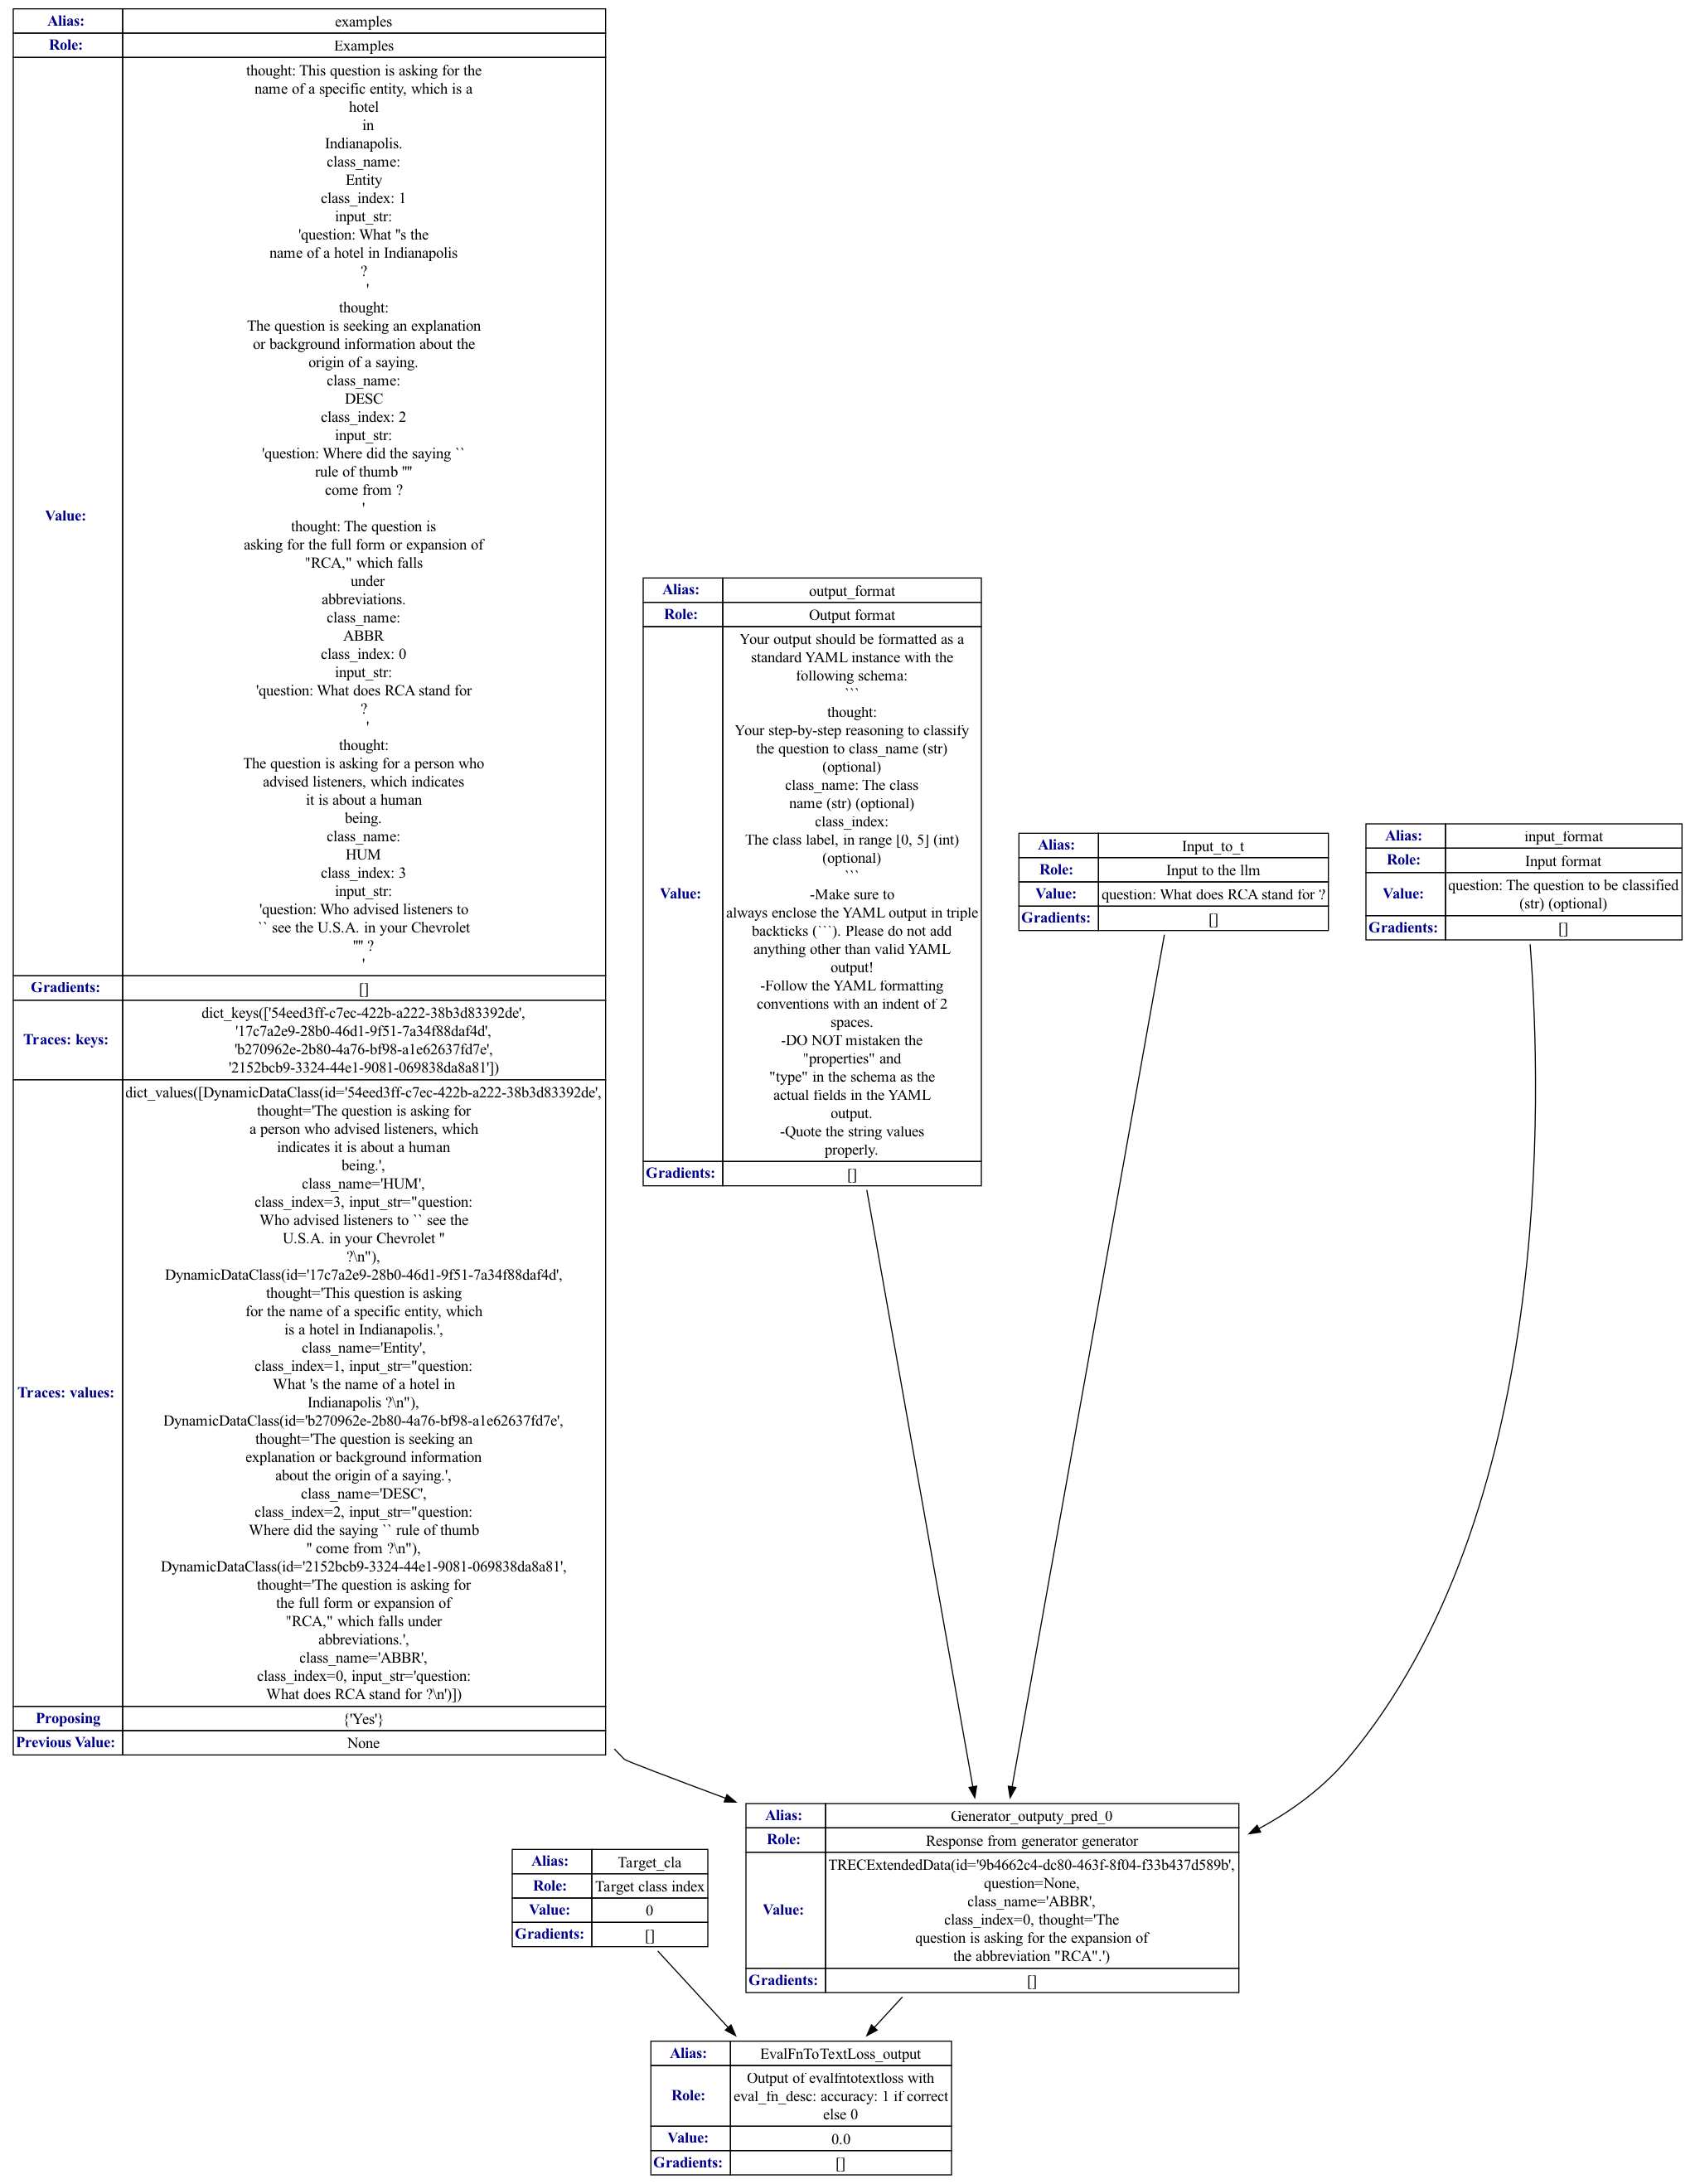 Alias: examples
Role: Examples
Value:
thought: This question is asking for the
name of a specific entity, which is a
hotel
in
Indianapolis.
class_name:
Entity
class_index: 1
input_str:
'question: What ''s the
name of a hotel in Indianapolis
?
'
thought:
The question is seeking an explanation
or background information about the
origin of a saying.
class_name:
DESC
class_index: 2
input_str:
'question: Where did the saying ``
rule of thumb ''''
come from ?
'
thought: The question is
asking for the full form or expansion of
"RCA," which falls
under
abbreviations.
class_name:
ABBR
class_index: 0
input_str:
'question: What does RCA stand for
?
'
thought:
The question is asking for a person who
advised listeners, which indicates
it is about a human
being.
class_name:
HUM
class_index: 3
input_str:
'question: Who advised listeners to
`` see the U.S.A. in your Chevrolet
'''' ?
'
Gradients: []
Traces: keys:
dict_keys(['54eed3ff-c7ec-422b-a222-38b3d83392de',
'17c7a2e9-28b0-46d1-9f51-7a34f88daf4d',
'b270962e-2b80-4a76-bf98-a1e62637fd7e',
'2152bcb9-3324-44e1-9081-069838da8a81'])
Traces: values:
dict_values([DynamicDataClass(id='54eed3ff-c7ec-422b-a222-38b3d83392de',
thought='The question is asking for
a person who advised listeners, which
indicates it is about a human
being.',
class_name='HUM',
class_index=3, input_str="question:
Who advised listeners to `` see the
U.S.A. in your Chevrolet ''
?\n"),
DynamicDataClass(id='17c7a2e9-28b0-46d1-9f51-7a34f88daf4d',
thought='This question is asking
for the name of a specific entity, which
is a hotel in Indianapolis.',
class_name='Entity',
class_index=1, input_str="question:
What 's the name of a hotel in
Indianapolis ?\n"),
DynamicDataClass(id='b270962e-2b80-4a76-bf98-a1e62637fd7e',
thought='The question is seeking an
explanation or background information
about the origin of a saying.',
class_name='DESC',
class_index=2, input_str="question:
Where did the saying `` rule of thumb
'' come from ?\n"),
DynamicDataClass(id='2152bcb9-3324-44e1-9081-069838da8a81',
thought='The question is asking for
the full form or expansion of
"RCA," which falls under
abbreviations.',
class_name='ABBR',
class_index=0, input_str='question:
What does RCA stand for ?\n')])
Proposing {'Yes'}
Previous Value: None
Alias: output_format
Role: Output format
Value:
Your output should be formatted as a
standard YAML instance with the
following schema:
```
thought:
Your step-by-step reasoning to classify
the question to class_name (str)
(optional)
class_name: The class
name (str) (optional)
class_index:
The class label, in range [0, 5] (int)
(optional)
```
-Make sure to
always enclose the YAML output in triple
backticks (```). Please do not add
anything other than valid YAML
output!
-Follow the YAML formatting
conventions with an indent of 2
spaces.
-DO NOT mistaken the
"properties" and
"type" in the schema as the
actual fields in the YAML
output.
-Quote the string values
properly.
Gradients: []
Alias: Input_to_t
Role: Input to the llm
Value: question: What does RCA stand for ?
Gradients: []
Alias: input_format
Role: Input format
Value:
question: The question to be classified
(str) (optional)
Gradients: []
Alias: Generator_outputy_pred_0
Role: Response from generator generator
Value:
TRECExtendedData(id='9b4662c4-dc80-463f-8f04-f33b437d589b',
question=None,
class_name='ABBR',
class_index=0, thought='The
question is asking for the expansion of
the abbreviation "RCA".')
Gradients: []
Alias: Target_cla
Role: Target class index
Value: 0
Gradients: []
Alias: EvalFnToTextLoss_output
Role:
Output of evalfntotextloss with
eval_fn_desc: accuracy: 1 if correct
else 0
Value: 0.0
Gradients: []